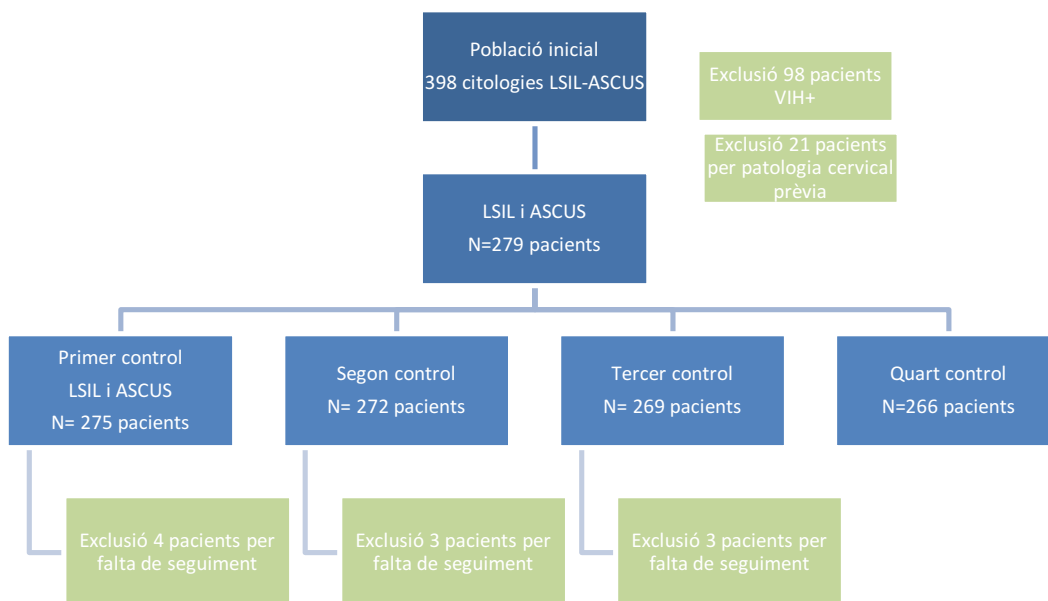 Població inicial
398 citologies LSIL-ASCUS
Exclusió 98 pacients
VIH+
Exclusió 21 pacients
per patologia cervical
prèvia
LSIL i ASCUS
N=279 pacients
Primer control
LSIL i ASCUS
N= 275 pacients
Segon control
N= 272 pacients
Tercer control
N= 269 pacients
Quart control
N=266 pacients
Exclusió 4 pacients per
falta de seguiment
Exclusió 3 pacients per
falta de seguiment
Exclusió 3 pacients per
falta de seguiment